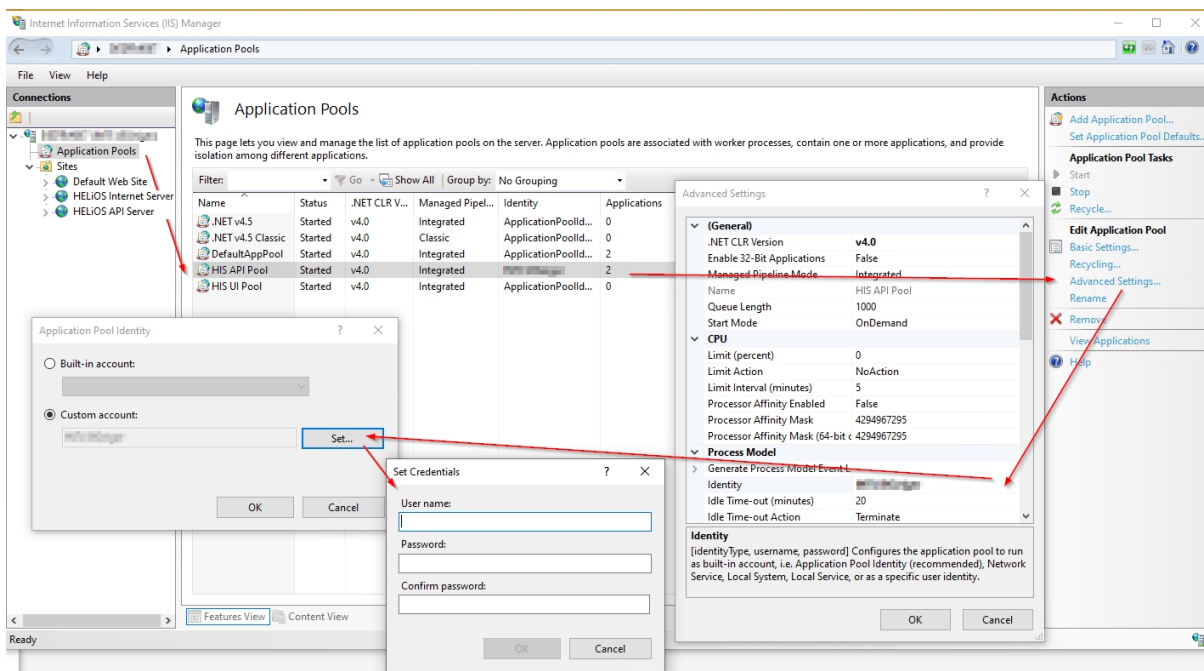 Internet Information Services (IIS) Manager
Application Pools
File View Help
Connections
Application Pools
Sites
Default Web Site
HELiOS Internet Server
HELiOS API Server
Application Pools
This page lets you view and manage the list of application pools on the server. Application pools are associated with worker processes, contain one or more applications, and provide
isolation among different applications.
Filter: Go Show All Group by: No Grouping
Name Status .NET CLR V... Managed Pipel... Identity Applications
.NET v4.5 Started v4.0 Integrated ApplicationPoolId... 0
.NET v4.5 Classic Started v4.0 Classic ApplicationPoolId... 0
DefaultAppPool Started v4.0 Integrated ApplicationPoolId... 2
HIS API Pool Started v4.0 Integrated 2
HIS UI Pool Started v4.0 Integrated ApplicationPoolId... 0
Application Pool Identity ?
Built-in account:
Custom account:
Set...
OK Cancel
Set Credentials ?
User name:
Password:
Confirm password:
OK Cancel
Advanced Settings ?
(General)
.NET CLR Version v4.0
Enable 32-Bit Applications False
Managed Pipeline Mode Integrated
Name HIS API Pool
Queue Length 1000
Start Mode OnDemand
CPU
Limit (percent) 0
Limit Action NoAction
Limit Interval (minutes) 5
Processor Affinity Enabled False
Processor Affinity Mask 4294967295
Processor Affinity Mask (64-bit c 4294967295
Process Model
Generate Process Model Event L
Identity
Idle Time-out (minutes) 20
Idle Time-out Action Terminate
Identity
[identityType, username, password] Configures the application pool to run
as built-in account, i.e. Application Pool Identity (recommended), Network
Service, Local System, Local Service, or as a specific user identity.
OK Cancel
Actions
Add Application Pool...
Set Application Pool Defaults...
Application Pool Tasks
Start
Stop
Recycle...
Edit Application Pool
Basic Settings...
Recycling...
Advanced Settings...
Rename
Remove
View Applications
Help
Features View Content View
Ready